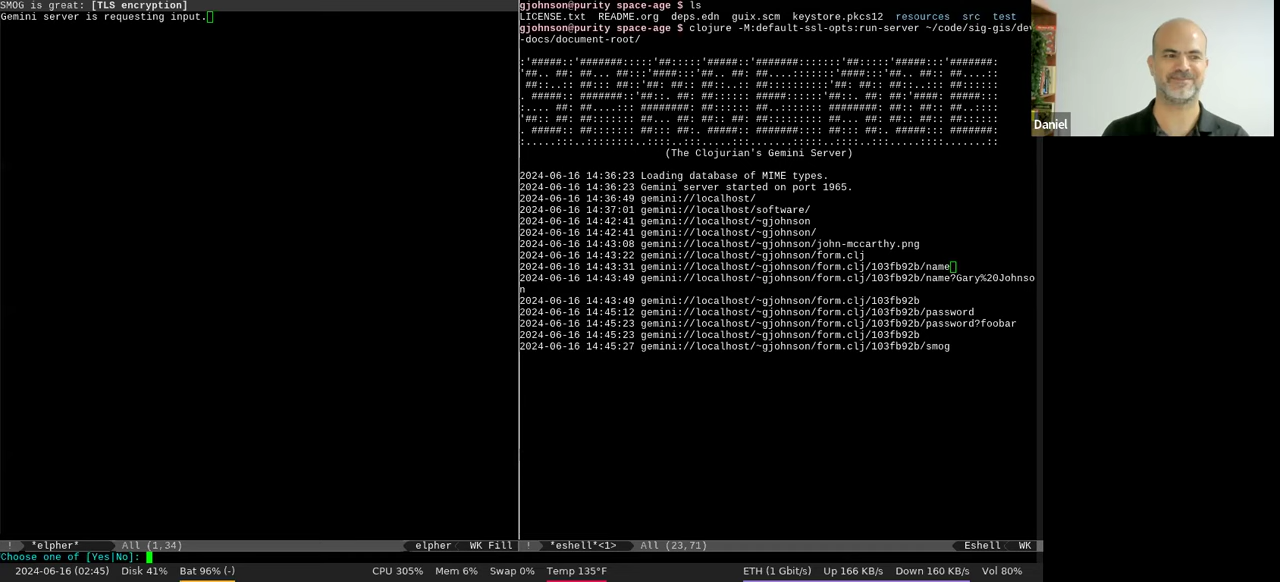 SMOG is great: [TLS encryption]
Gemini server is requesting input.
gjohnson@purity space-age $ ls
LICENSE.txt  README.org  deps.edn  guix.scm  keystore.pkcs12  resources  src  test
gjohnson@purity space-age $ clojure -M:default-ssl-opts:run-server ~/code/sig-gis/dev
-docs/document-root/
(The Clojurian's Gemini Server)
2024-06-16 14:36:23 Loading database of MIME types.
2024-06-16 14:36:23 Gemini server started on port 1965.
2024-06-16 14:36:49 gemini://localhost/
2024-06-16 14:37:01 gemini://localhost/software/
2024-06-16 14:42:41 gemini://localhost/~gjohnson
2024-06-16 14:42:41 gemini://localhost/~gjohnson/
2024-06-16 14:43:08 gemini://localhost/~gjohnson/john-mccarthy.png
2024-06-16 14:43:22 gemini://localhost/~gjohnson/form.clj
2024-06-16 14:43:31 gemini://localhost/~gjohnson/form.clj/103fb92b/name
2024-06-16 14:43:49 gemini://localhost/~gjohnson/form.clj/103fb92b/name?Gary%20Johnso
n
2024-06-16 14:43:49 gemini://localhost/~gjohnson/form.clj/103fb92b
2024-06-16 14:45:12 gemini://localhost/~gjohnson/form.clj/103fb92b/password
2024-06-16 14:45:23 gemini://localhost/~gjohnson/form.clj/103fb92b/password?foobar
2024-06-16 14:45:23 gemini://localhost/~gjohnson/form.clj/103fb92b
2024-06-16 14:45:27 gemini://localhost/~gjohnson/form.clj/103fb92b/smog
Daniel
! *elpher* All (1,34) elpher WK Fill
! *eshell*<1> All (23,71) Eshell WK
Choose one of [Yes|No]:
2024-06-16 (02:45) Disk 41% Bat 96% (-) CPU 305% Mem 6% Swap 0% Temp 135°F ETH (1 Gbit/s) Up 166 KB/s Down 160 KB/s Vol 80%